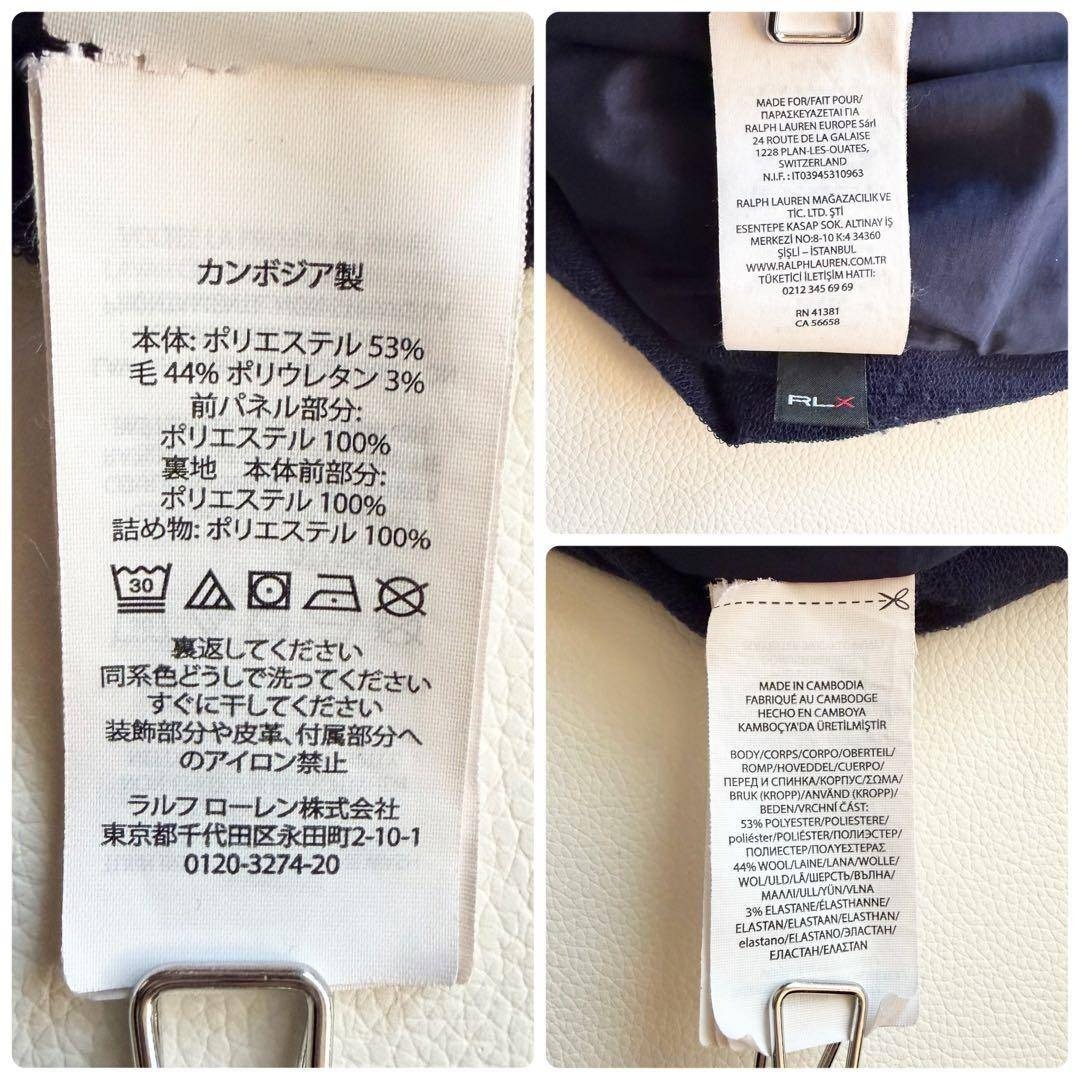 カンボジア製
本体: ポリエステル 53%
毛 44% ポリウレタン 3%
前パネル部分:
ポリエステル 100%
裏地　本体前部分:
ポリエステル 100%
詰め物: ポリエステル 100%
30
裏返してください
同系色どうしで洗ってください
すぐに干してください
装飾部分や皮革、付属部分へ
のアイロン禁止
ラルフ ローレン株式会社
東京都千代田区永田町2-10-1
0120-3274-20
MADE FOR/FAIT POUR/
ΠΑΡΑΣΚΕΥΑΖΕΤΑΙ ΓΙΑ
RALPH LAUREN EUROPE Sárl
24 ROUTE DE LA GALAISE
1228 PLAN-LES-OUATES,
SWITZERLAND
N.I.F. : IT03945310963
RALPH LAUREN MAĞAZACILIK VE
TİC. LTD. ŞTİ
ESENTEPE KASAP SOK. ALTINAY İŞ
MERKEZİ NO:8-10 K:4 34360
ŞİŞLİ – İSTANBUL
WWW.RALPHLAUREN.COM.TR
TÜKETİCİ İLETİŞİM HATTI:
0212 345 69 69
RN 41381
CA 56658
RLX
MADE IN CAMBODIA
FABRIQUÉ AU CAMBODGE
HECHO EN CAMBOYA
KAMBOÇYA'DA ÜRETİLMİŞTİR
BODY/CORPS/CORPO/OBERTEIL/
ROMP/HOVEDDEL/CUERPO/
ПЕРЕД И СПИНКА/КОРПУС/ΣΩΜΑ/
BRUK (KROPP)/ANVÄND (KROPP)/
BEDEN/VRCHNÍ ČÁST:
53% POLYESTER/POLIESTERE/
poliéster/POLIÉSTER/ПОЛИЭСТЕР/
ПОЛИЕСТЕР/ΠΟΛΥΕΣΤΕΡΑΣ
44% WOOL/LAINE/LANA/WOLLE/
WOL/ULD/LÃ/ШЕРСТЬ/ВЪЛНА/
ΜΑΛΛΙ/ULL/YÜN/VLNA
3% ELASTANE/ÉLASTHANNE/
ELASTAN/ELASTAAN/ELASTHAN/
elastano/ELASTANO/ЭЛАСТАН/
ЕЛАСТАН/ΕΛΑΣΤΑΝ